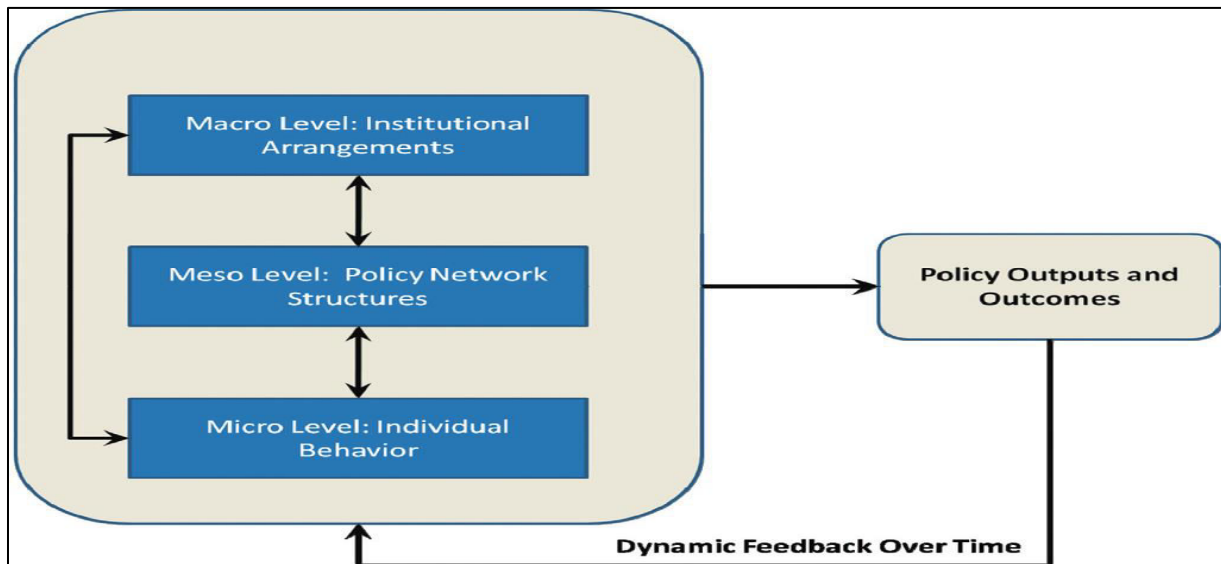 Macro Level: Institutional
Arrangements
Meso Level:  Policy Network
Structures
Micro Level: Individual
Behavior
Policy Outputs and
Outcomes
Dynamic Feedback Over Time